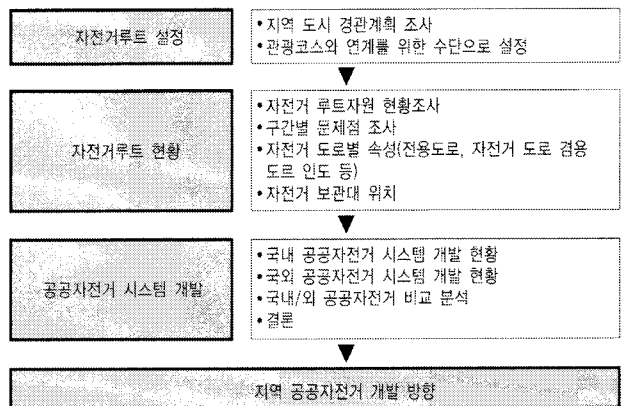 자전거루트 설정
• 지역 도시 경관계획 조사
• 관광코스와 연계를 위한 수단으로 설정
자전거루트 현황
• 자전거 루트자원 현황조사
• 구간별 문제점 조사
• 자전거 도로별 속성(전용도로, 자전거 도로 겸용
도르 인도 등)
• 자전거 보관대 위치
공공자전거 시스템 개발
• 국내 공공자전거 시스템 개발 현황
• 국외 공공자전거 시스템 개발 현황
• 국내/외 공공자전거 비교 분석
• 결론
지역 공공자전거 개발 방향